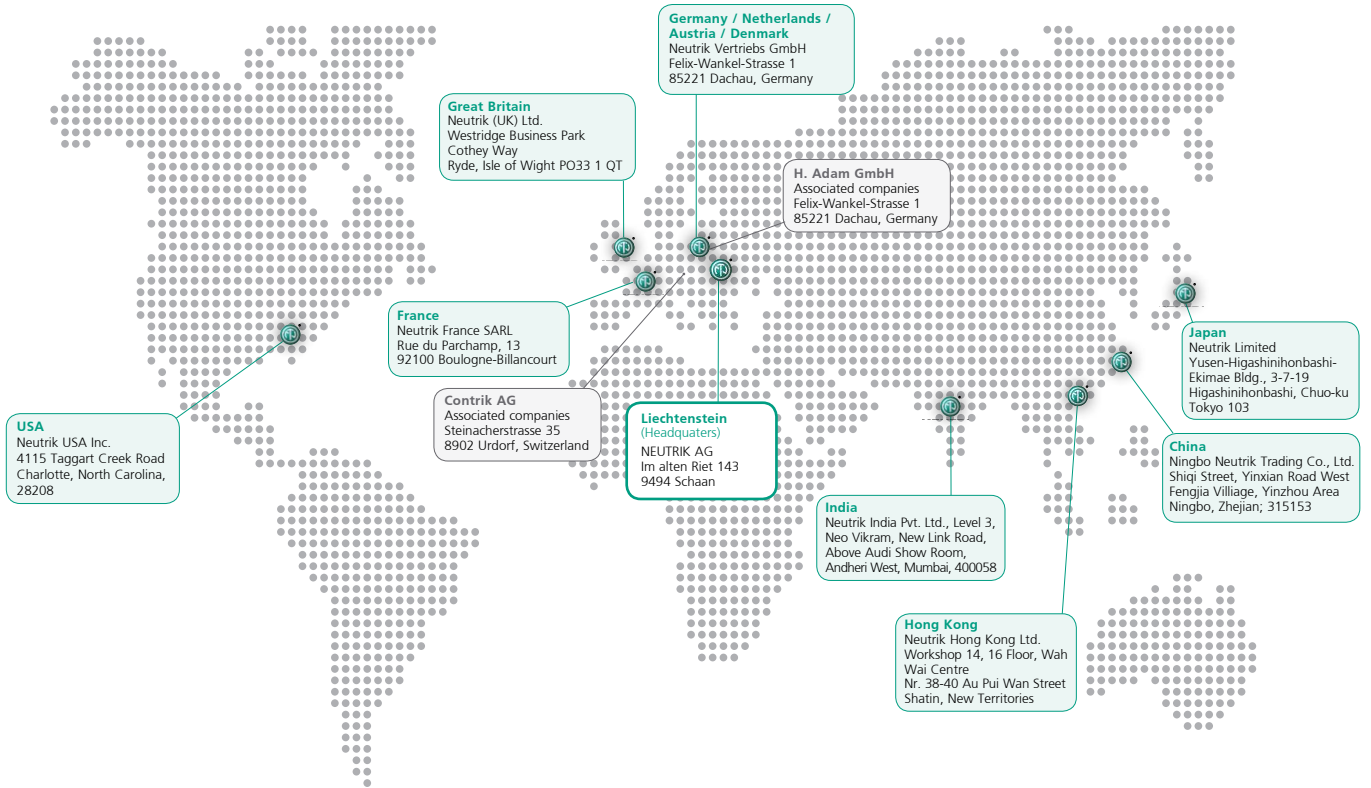 Germany / Netherlands /
Austria / Denmark
Neutrik Vertriebs GmbH
Felix-Wankel-Strasse 1
85221 Dachau, Germany
Great Britain
Neutrik (UK) Ltd.
Westridge Business Park
Cothey Way
Ryde, Isle of Wight PO33 1 QT
H. Adam GmbH
Associated companies
Felix-Wankel-Strasse 1
85221 Dachau, Germany
France
Neutrik France SARL
Rue du Parchamp, 13
92100 Boulogne-Billancourt
Japan
Neutrik Limited
Yusen-Higashinihonbashi-
Ekimae Bldg., 3-7-19
Higashinihonbashi, Chuo-ku
Tokyo 103
Contrik AG
Associated companies
Steinacherstrasse 35
8902 Urdorf, Switzerland
Liechtenstein
(Headquaters)
NEUTRIK AG
Im alten Riet 143
9494 Schaan
USA
Neutrik USA Inc.
4115 Taggart Creek Road
Charlotte, North Carolina,
28208
China
Ningbo Neutrik Trading Co., Ltd.
Shiqi Street, Yinxian Road West
Fengjia Villiage, Yinzhou Area
Ningbo, Zhejian; 315153
India
Neutrik India Pvt. Ltd., Level 3,
Neo Vikram, New Link Road,
Above Audi Show Room,
Andheri West, Mumbai, 400058
Hong Kong
Neutrik Hong Kong Ltd.
Workshop 14, 16 Floor, Wah
Wai Centre
Nr. 38-40 Au Pui Wan Street
Shatin, New Territories